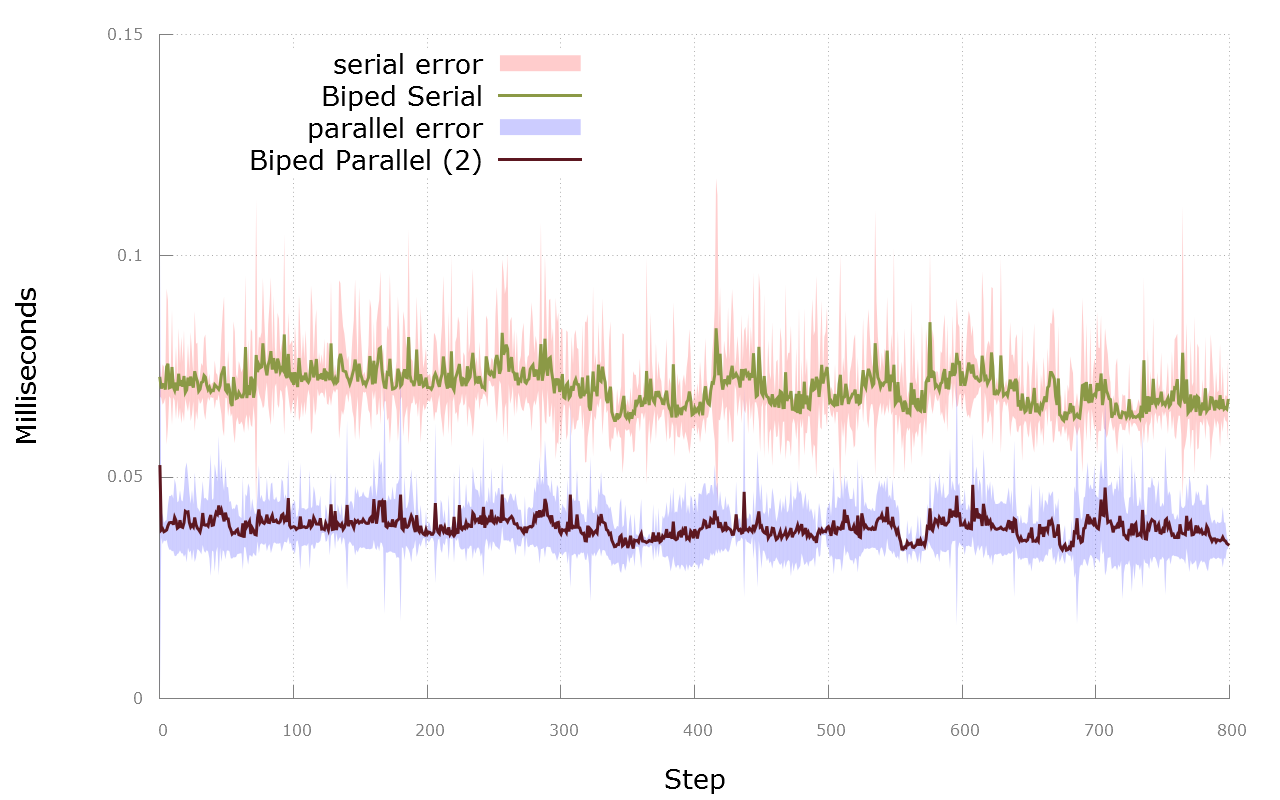 0.15
serial error
Biped Serial
parallel error
Biped Parallel (2)
0.1
Milliseconds
0.05
0
0 100 200 300 400 500 600 700 800
Step